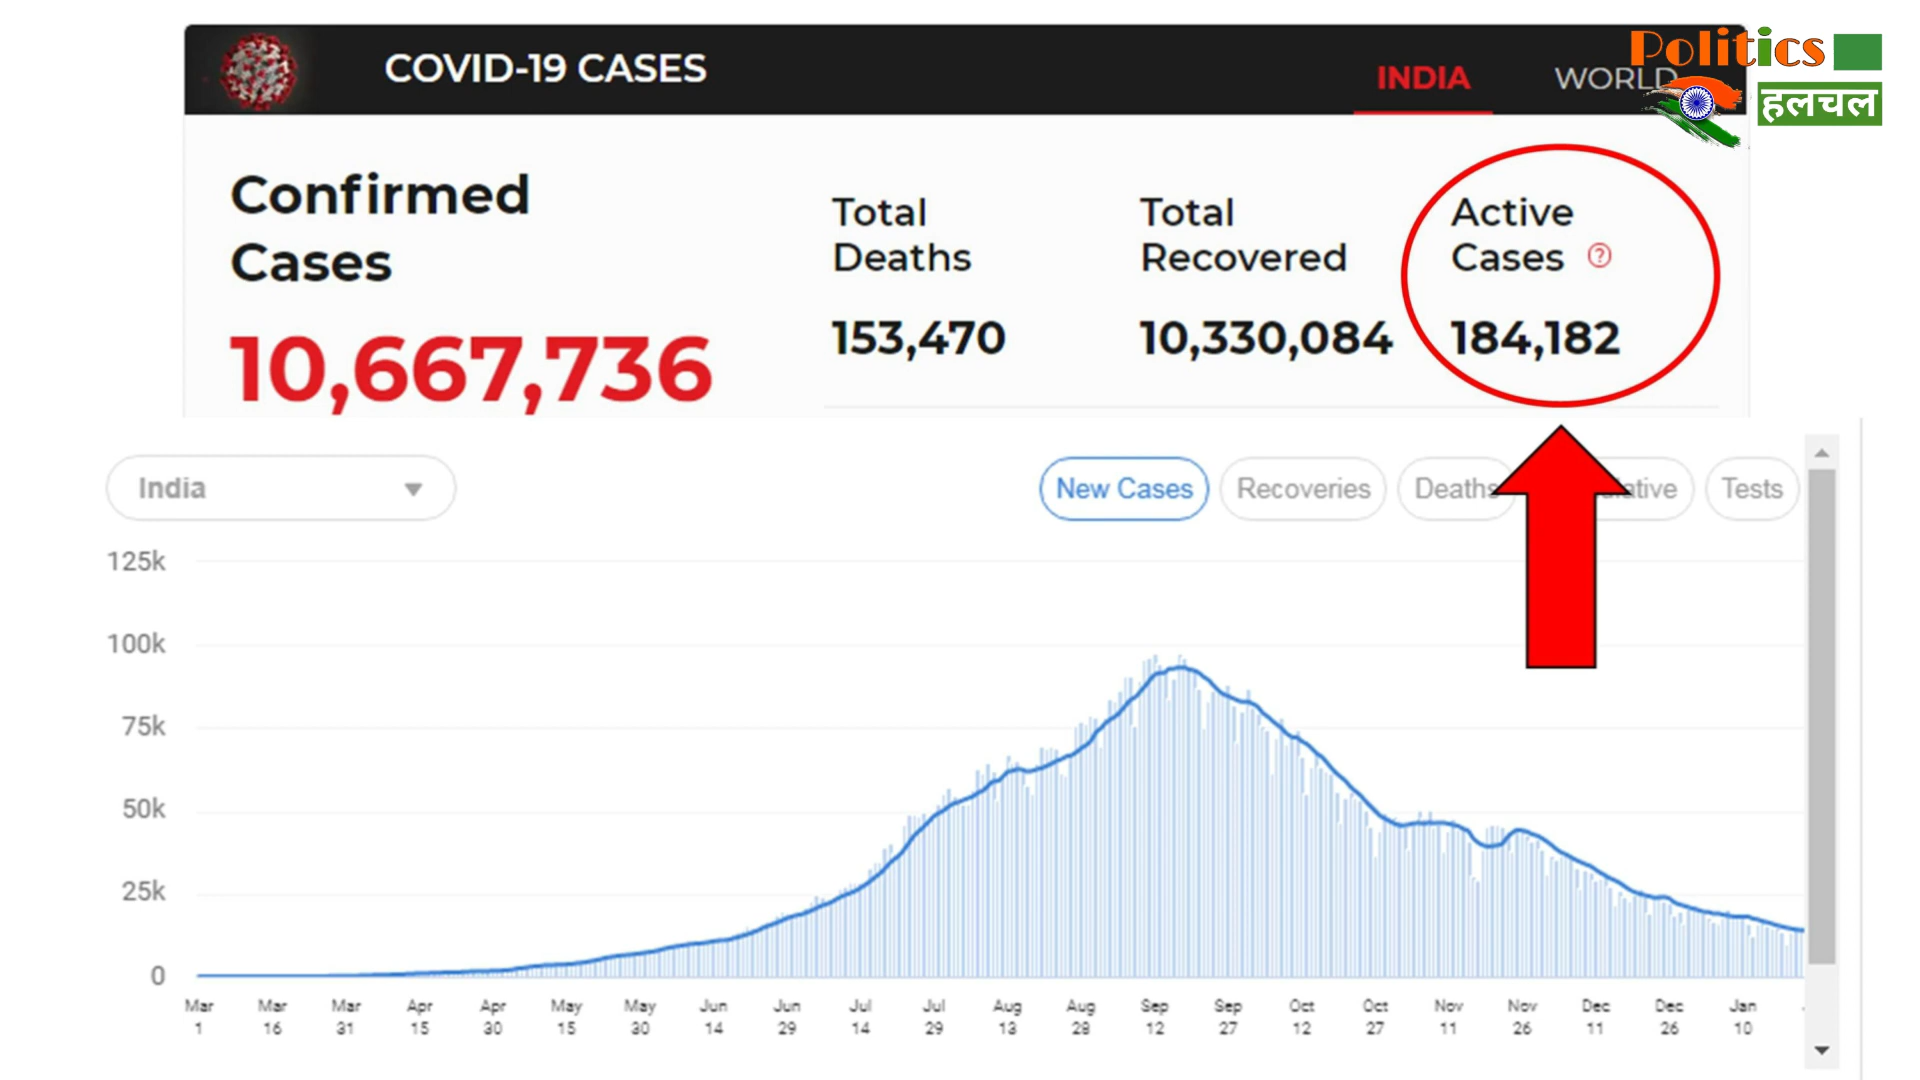 COVID-19 CASES
INDIA
WORLD
Politics
हलचल
Confirmed
Cases
10,667,736
Total
Deaths
153,470
Total
Recovered
10,330,084
Active
Cases ?
184,182
India
New Cases
Recoveries
Deaths
Tests
125k
100k
75k
50k
25k
0
Mar 1
Mar 16
Mar 31
Apr 15
Apr 30
May 15
May 30
Jun 14
Jun 29
Jul 14
Jul 29
Aug 13
Aug 28
Sep 12
Sep 27
Oct 12
Oct 27
Nov 11
Nov 26
Dec 11
Dec 26
Jan 10